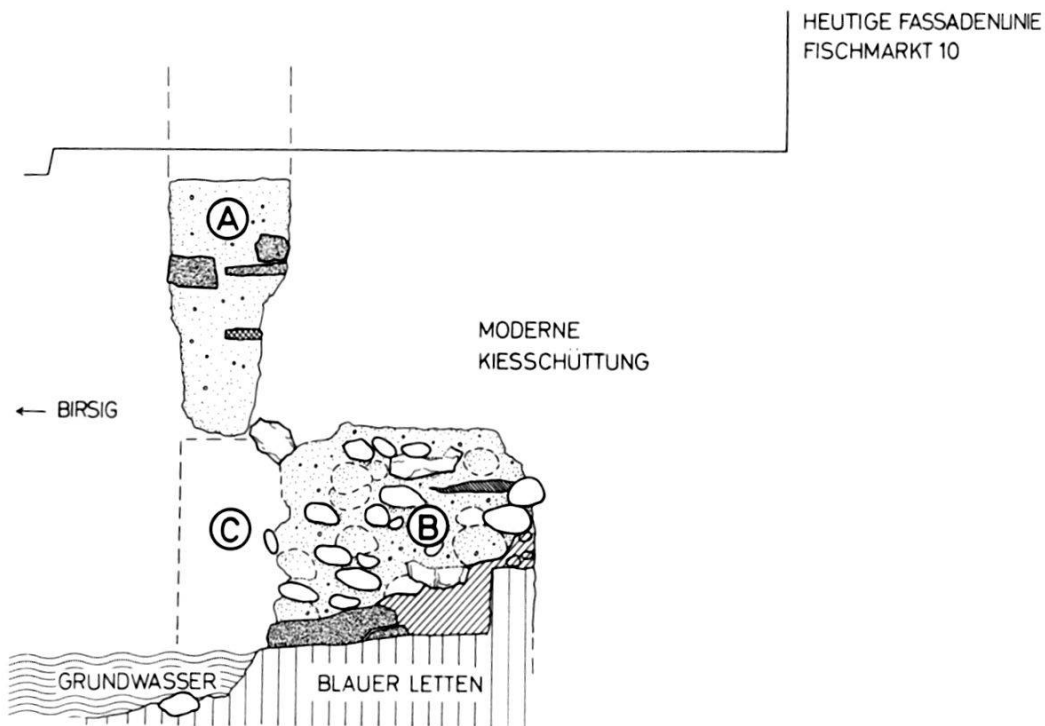 HEUTIGE FASSADENLINIE
FISCHMARKT 10
A
MODERNE
KIESSCHÜTTUNG
← BIRSIG
C
B
GRUNDWASSER
BLAUER LETTEN